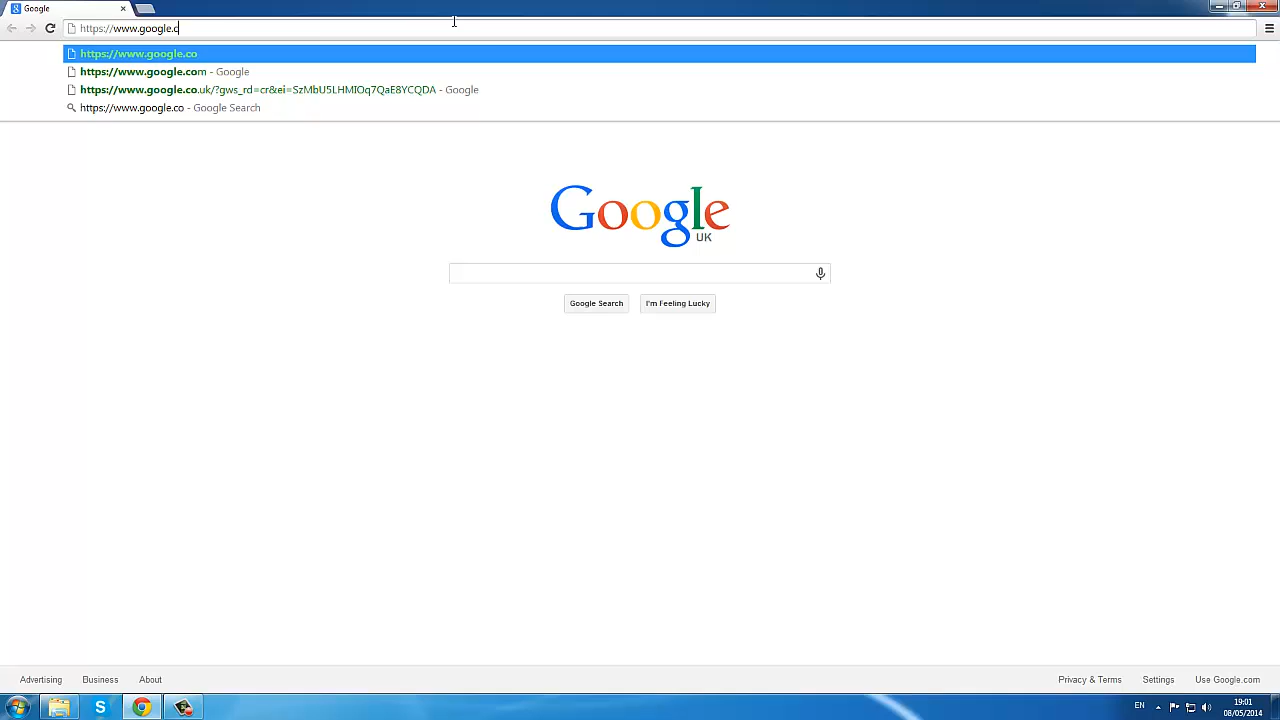 Google
https://www.google.c
https://www.google.co
https://www.google.com - Google
https://www.google.co.uk/?gws_rd=cr&ei=SzMbU5LHMIOq7QaE8YCQDA - Google
https://www.google.co - Google Search
Google
UK
Google Search I'm Feeling Lucky
Advertising Business About Privacy & Terms Settings Use Google.com
EN 19:01
08/05/2014